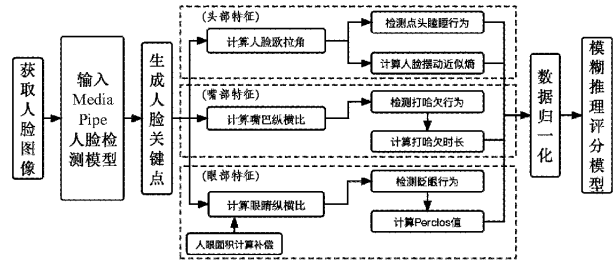 获取人脸图像
输入
Media
Pipe
人脸检
测模型
生成人脸关键点
(头部特征)
计算人脸欧拉角
检测点头瞌睡行为
计算人脸摆动近似熵
(嘴部特征)
计算嘴巴纵横比
检测打哈欠行为
计算打哈欠时长
(眼部特征)
计算眼睛纵横比
人眼面积计算补偿
检测眨眼行为
计算Perclos值
数据归一化
模糊推理评分模型